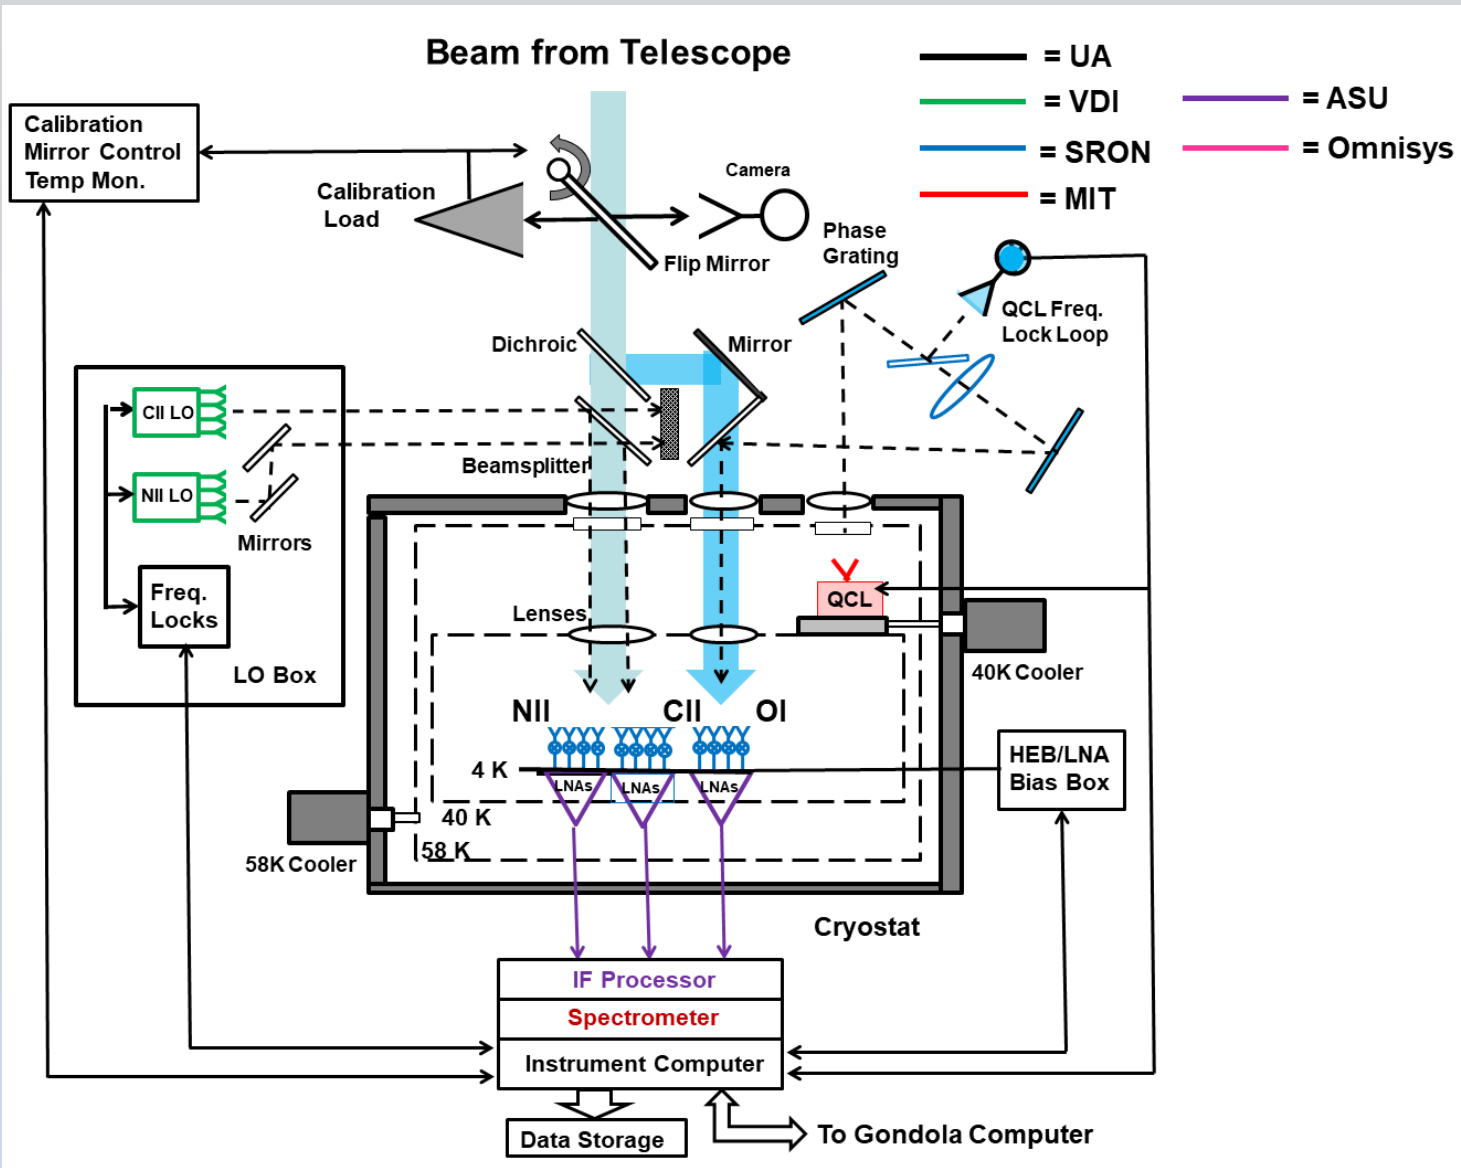 Beam from Telescope
= UA
= VDI
= SRON
= MIT
= ASU
= Omnisys
Calibration
Mirror Control
Temp Mon.
Calibration
Load
Camera
Flip Mirror
Phase
Grating
QCL Freq.
Lock Loop
Dichroic
Mirror
CII LO
NII LO
Beamsplitter
Mirrors
Freq.
Locks
LO Box
Lenses
QCL
40K Cooler
NII
CII
OI
4 K
LNAs
LNAs
LNAs
HEB/LNA
Bias Box
40 K
58 K
58K Cooler
Cryostat
IF Processor
Spectrometer
Instrument Computer
Data Storage
To Gondola Computer